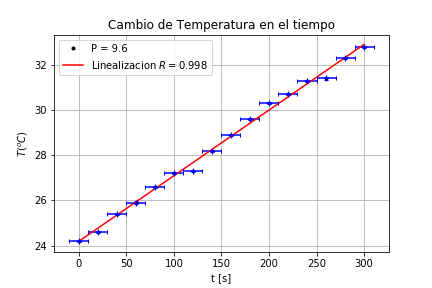 Cambio de Temperatura en el tiempo
P = 9.6
Linealizacion R = 0.998
T(°C)
32
30
28
26
24
0 50 100 150 200 250 300
t [s]